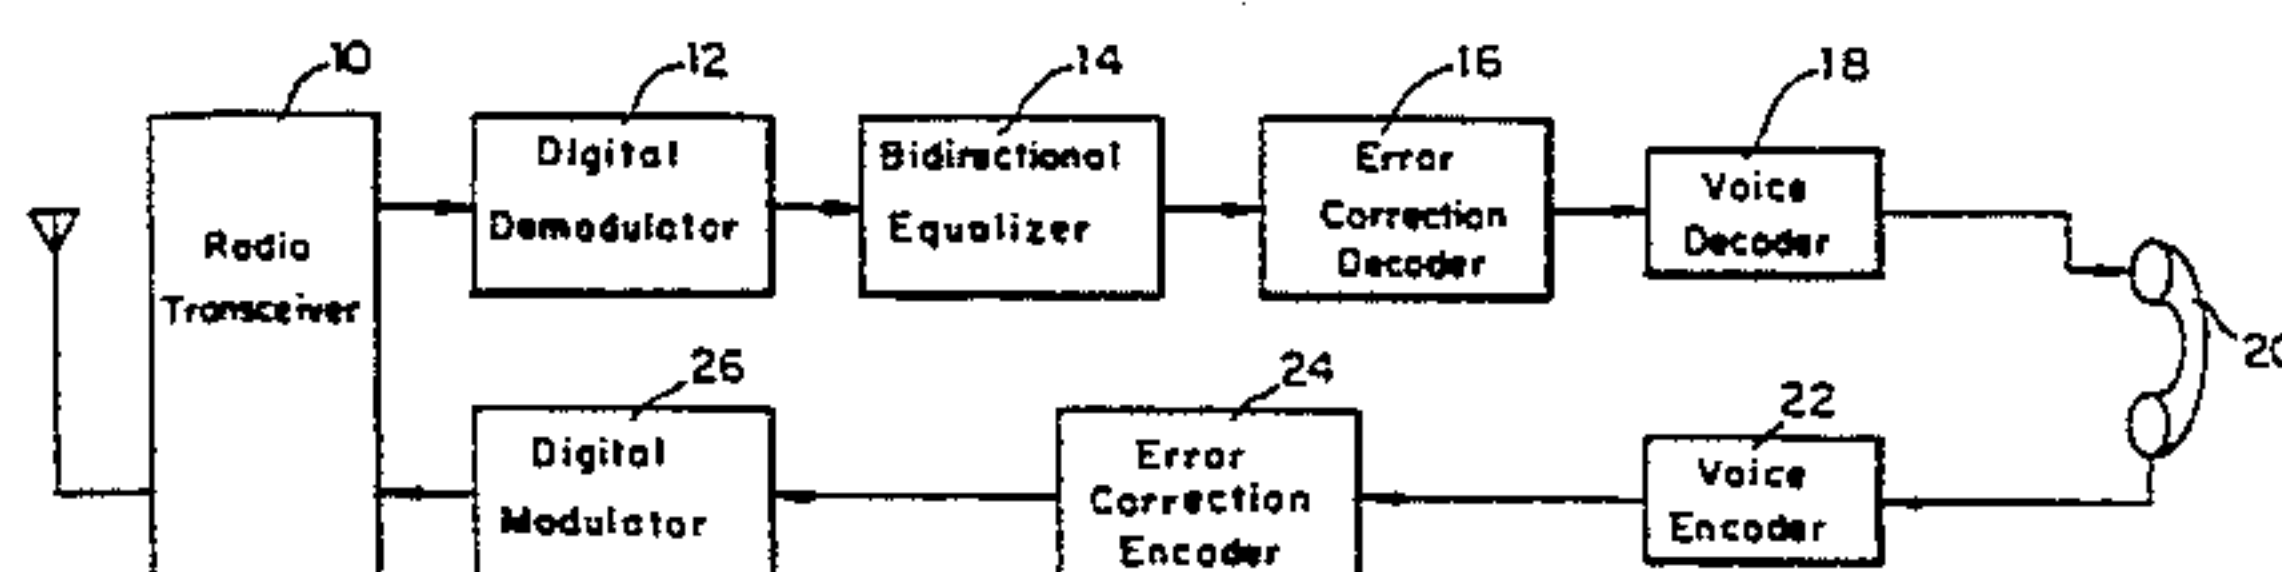 10
12
14
16
18
Digital
Demodulator
Bidirectional
Equalizer
Error
Correction
Decoder
Voice
Decoder
Radio
Transceiver
20
26
24
22
Digital
Modulator
Error
Correction
Encoder
Voice
Encoder